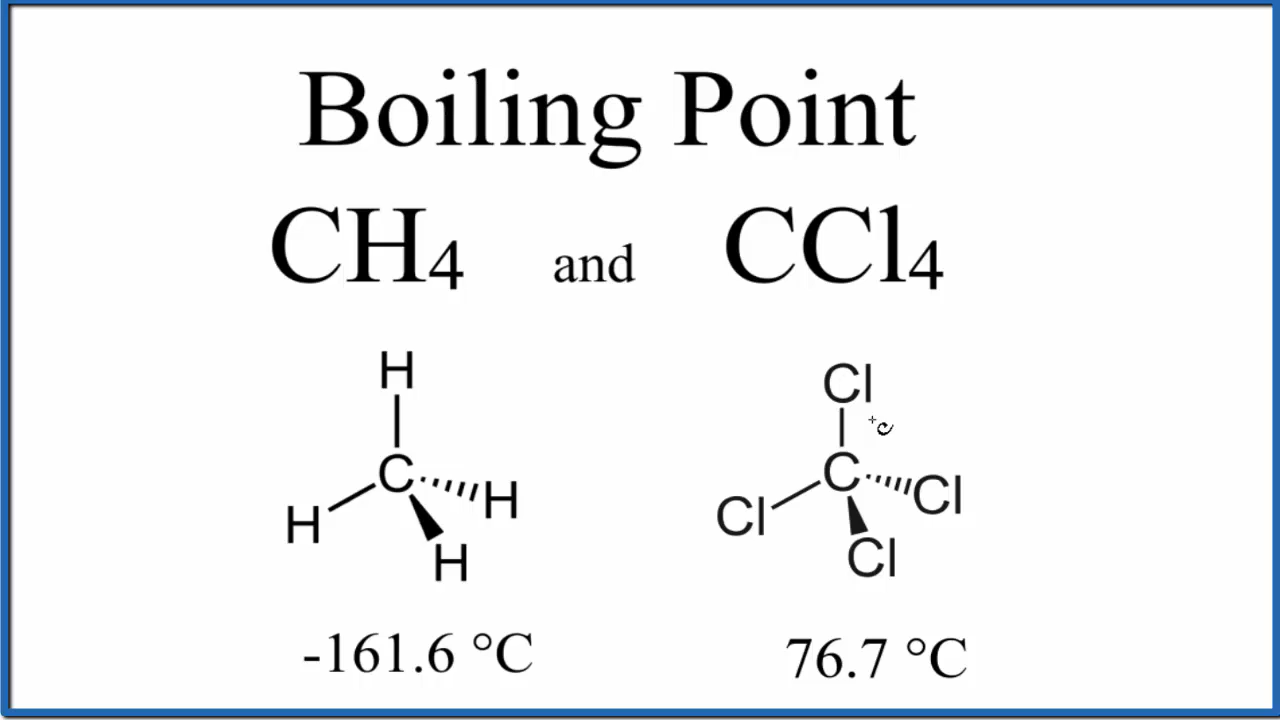 Boiling Point
CH4 and CCl4
H
C
H
H
H
Cl
C
Cl
Cl
Cl
-161.6 °C 76.7 °C